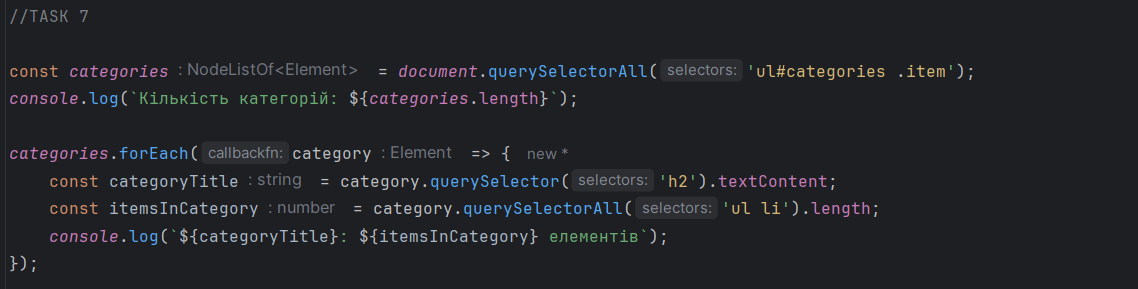 //TASK 7
const categories : NodeListOf<Element> = document.querySelectorAll( selectors: 'ul#categories .item');
console.log(`Кількість категорій: ${categories.length}`);
categories.forEach( callbackfn: category : Element => { new *
const categoryTitle : string = category.querySelector( selectors: 'h2').textContent;
const itemsInCategory : number = category.querySelectorAll( selectors: 'ul li').length;
console.log(`${categoryTitle}: ${itemsInCategory} елементів`);
});